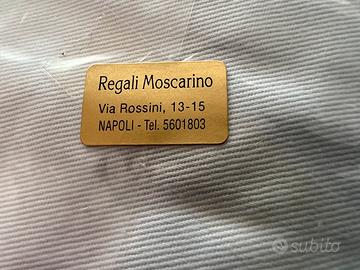 Regali Moscarino
Via Rossini, 13-15
NAPOLI - Tel. 5601803
subito